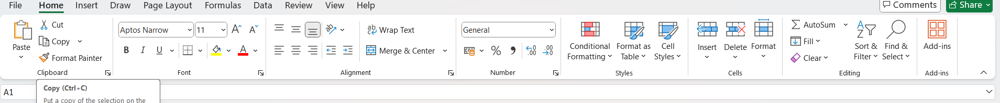 File Home Insert Draw Page Layout Formulas Data Review View Help Comments Share
Paste
Cut
Copy
Format Painter
Clipboard
Aptos Narrow 11 A^ A˅
B I U A
Font
ab
c
Wrap Text
Merge & Center
Alignment
General
% , .00 .0
Number
Conditional
Formatting
Format as
Table
Cell
Styles
Styles
Insert
Delete
Format
Cells
AutoSum
Fill
Clear
A
Z
Sort &
Filter
Find &
Select
Editing
Add-ins
Add-ins
A1
Copy (Ctrl+C)
Put a copy of the selection on the